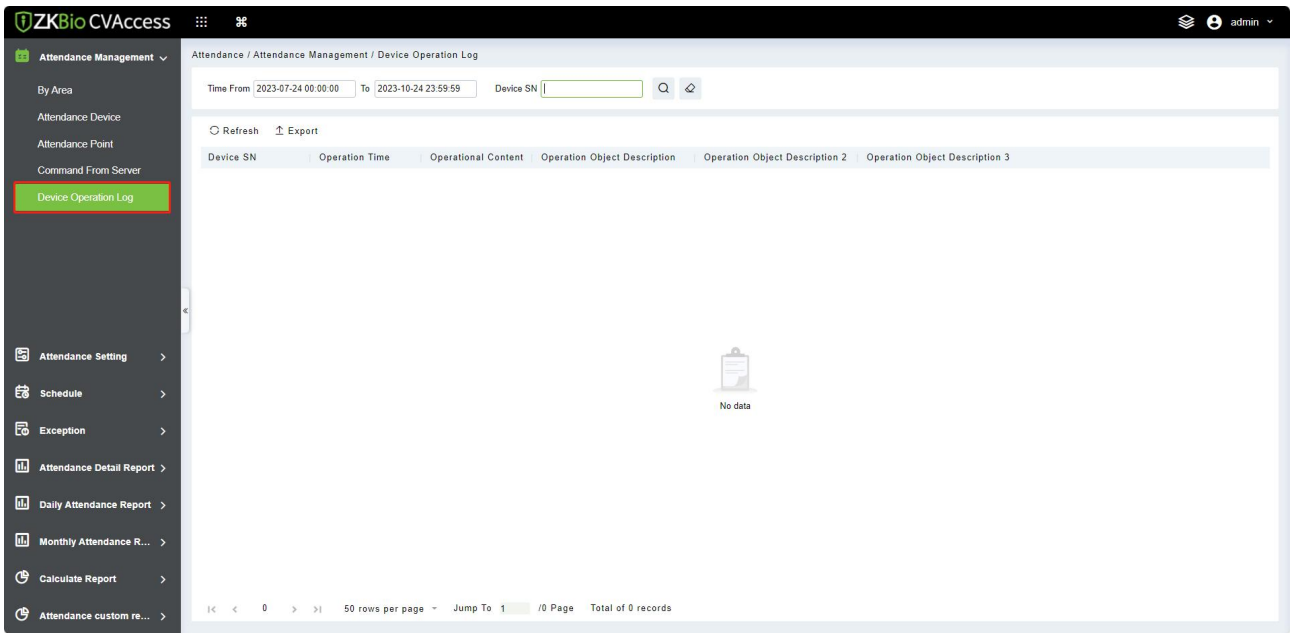 ZKBio CVAccess
admin
Attendance Management
By Area
Attendance Device
Attendance Point
Command From Server
Device Operation Log
Attendance Setting
Schedule
Exception
Attendance Detail Report
Daily Attendance Report
Monthly Attendance R...
Calculate Report
Attendance custom re...
Attendance / Attendance Management / Device Operation Log
Time From 2023-07-24 00:00:00 To 2023-10-24 23:59:59 Device SN
Refresh Export
Device SN Operation Time Operational Content Operation Object Description Operation Object Description 2 Operation Object Description 3
No data
0 50 rows per page Jump To 1 /0 Page Total of 0 records